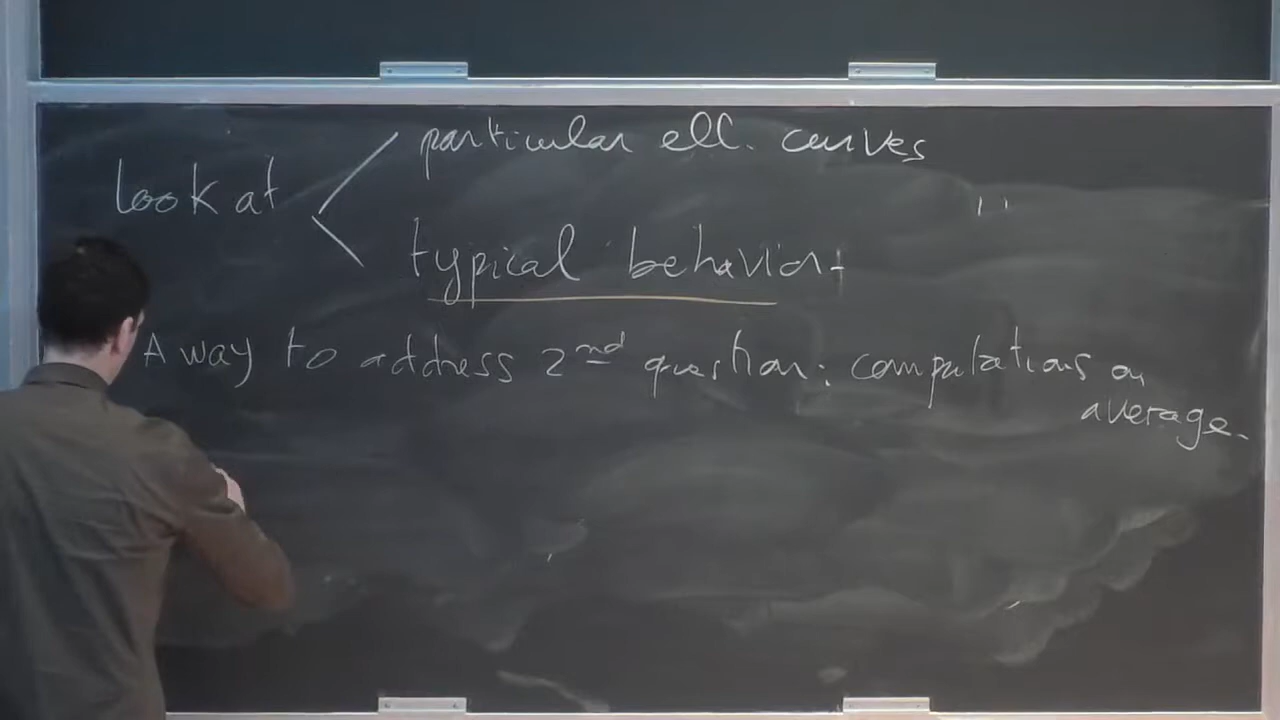 particular ell. curves
Look at
typical behavior
A way to address 2nd question: computations on
average.